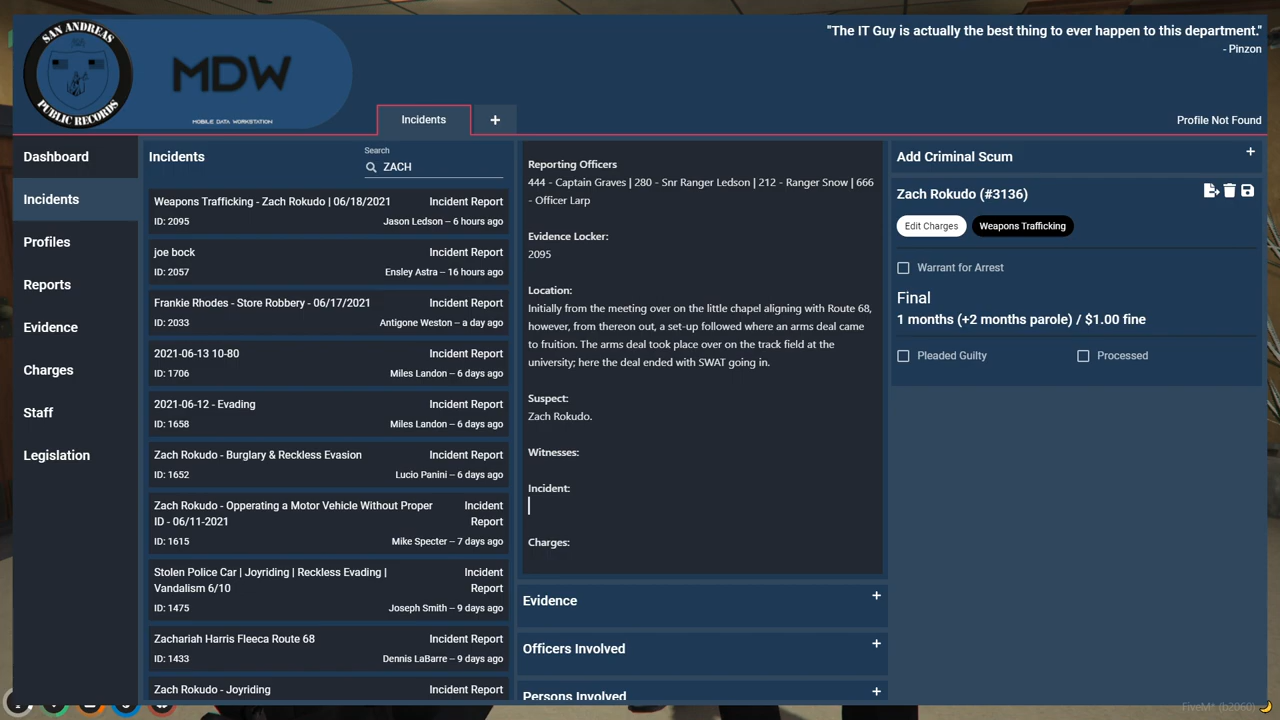 SAN ANDREAS
PUBLIC RECORDS
MDW
MOBILE DATA WORKSTATION
"The IT Guy is actually the best thing to ever happen to this department."
- Pinzon
Incidents
+
Profile Not Found
Dashboard
Incidents
Profiles
Reports
Evidence
Charges
Staff
Legislation
Incidents
Search
ZACH
Weapons Trafficking - Zach Rokudo | 06/18/2021 Incident Report
ID: 2095 Jason Ledson – 6 hours ago
joe bock Incident Report
ID: 2057 Ensley Astra – 16 hours ago
Frankie Rhodes - Store Robbery - 06/17/2021 Incident Report
ID: 2033 Antigone Weston – a day ago
2021-06-13 10-80 Incident Report
ID: 1706 Miles Landon – 6 days ago
2021-06-12 - Evading Incident Report
ID: 1658 Miles Landon – 6 days ago
Zach Rokudo - Burglary & Reckless Evasion Incident Report
ID: 1652 Lucio Panini – 6 days ago
Zach Rokudo - Opperating a Motor Vehicle Without Proper Incident
ID - 06/11-2021 Report
ID: 1615 Mike Specter – 7 days ago
Stolen Police Car | Joyriding | Reckless Evading | Incident
Vandalism 6/10 Report
ID: 1475 Joseph Smith – 9 days ago
Zachariah Harris Fleeca Route 68 Incident Report
ID: 1433 Dennis LaBarre – 9 days ago
Zach Rokudo - Joyriding Incident Report
Reporting Officers
444 - Captain Graves | 280 - Snr Ranger Ledson | 212 - Ranger Snow | 666
- Officer Larp
Evidence Locker:
2095
Location:
Initially from the meeting over on the little chapel aligning with Route 68,
however, from thereon out, a set-up followed where an arms deal came
to fruition. The arms deal took place over on the track field at the
university; here the deal ended with SWAT going in.
Suspect:
Zach Rokudo.
Witnesses:
Incident:
Charges:
Evidence +
Officers Involved +
Persons Involved +
Add Criminal Scum +
Zach Rokudo (#3136)
Edit Charges Weapons Trafficking
Warrant for Arrest
Final
1 months (+2 months parole) / $1.00 fine
Pleaded Guilty Processed
FiveM* (b2060)